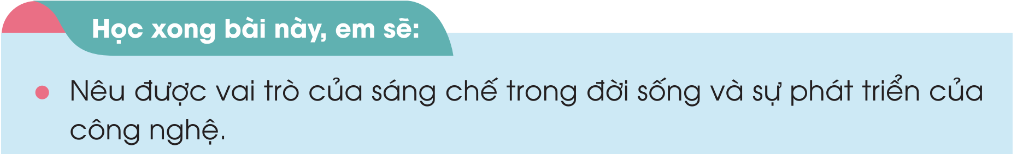 Học xong bài này, em sẽ:
● Nêu được vai trò của sáng chế trong đời sống và sự phát triển của
công nghệ.